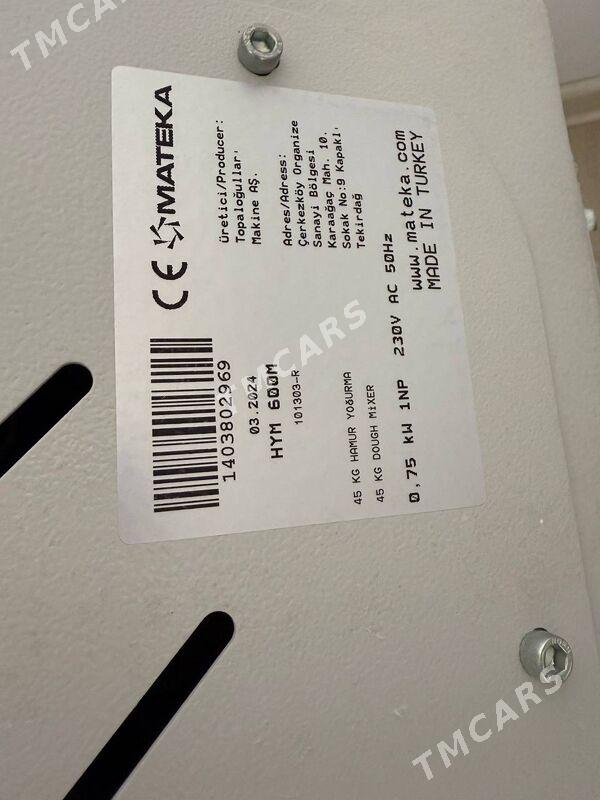 CE MATEKA
1403802969
03.2024
HYM 600M
101303-R
Üretici/Producer:
Topaloğulları
Makine AŞ.
Adres/Adress:
Çerkezköy Organize
Sanayi Bölgesi
Karaağaç Mah. 10.
Sokak No:9 Kapaklı
Tekirdağ
45 KG HAMUR YOĞURMA
45 KG DOUGH MİXER
0,75 kW 1NP 230V AC 50Hz
www.mateka.com
MADE IN TURKEY
TMCARS
TMCARS
TMCARS